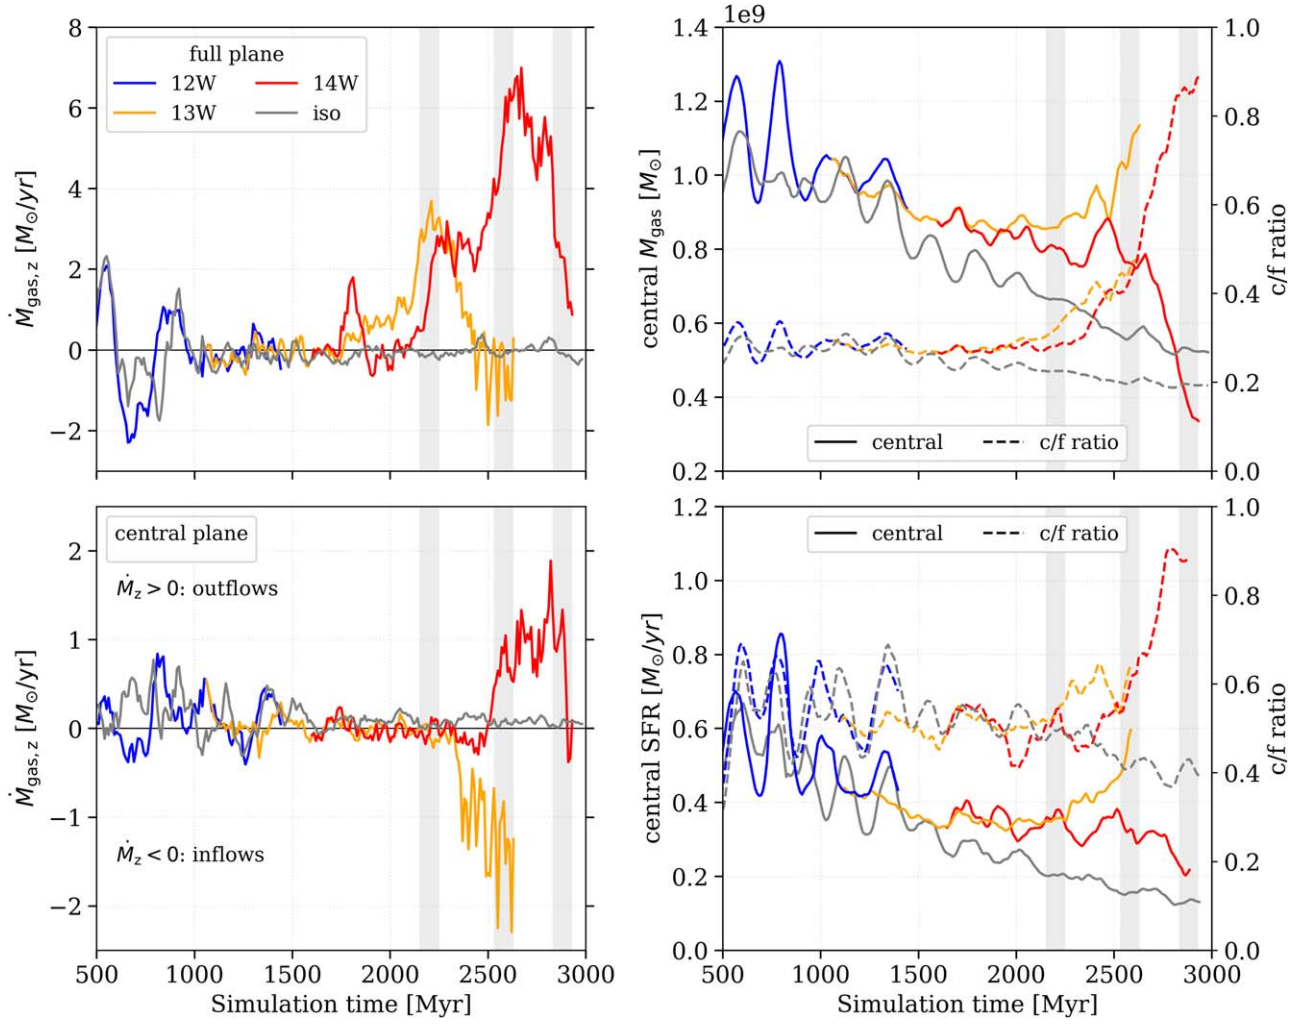 8
6
4
2
0
−2
Ṁgas, z [M⊙/yr]
full plane
12W
13W
14W
iso
1e9
1.4
1.2
1.0
0.8
0.6
0.4
0.2
central Mgas [M⊙]
1.0
0.8
0.6
0.4
0.2
0.0
c/f ratio
central
c/f ratio
2
1
0
−1
−2
Ṁgas, z [M⊙/yr]
central plane
Ṁz > 0: outflows
Ṁz < 0: inflows
500
1000
1500
2000
2500
3000
Simulation time [Myr]
1.2
1.0
0.8
0.6
0.4
0.2
0.0
central SFR [M⊙/yr]
central
c/f ratio
1.0
0.8
0.6
0.4
0.2
0.0
c/f ratio
500
1000
1500
2000
2500
3000
Simulation time [Myr]